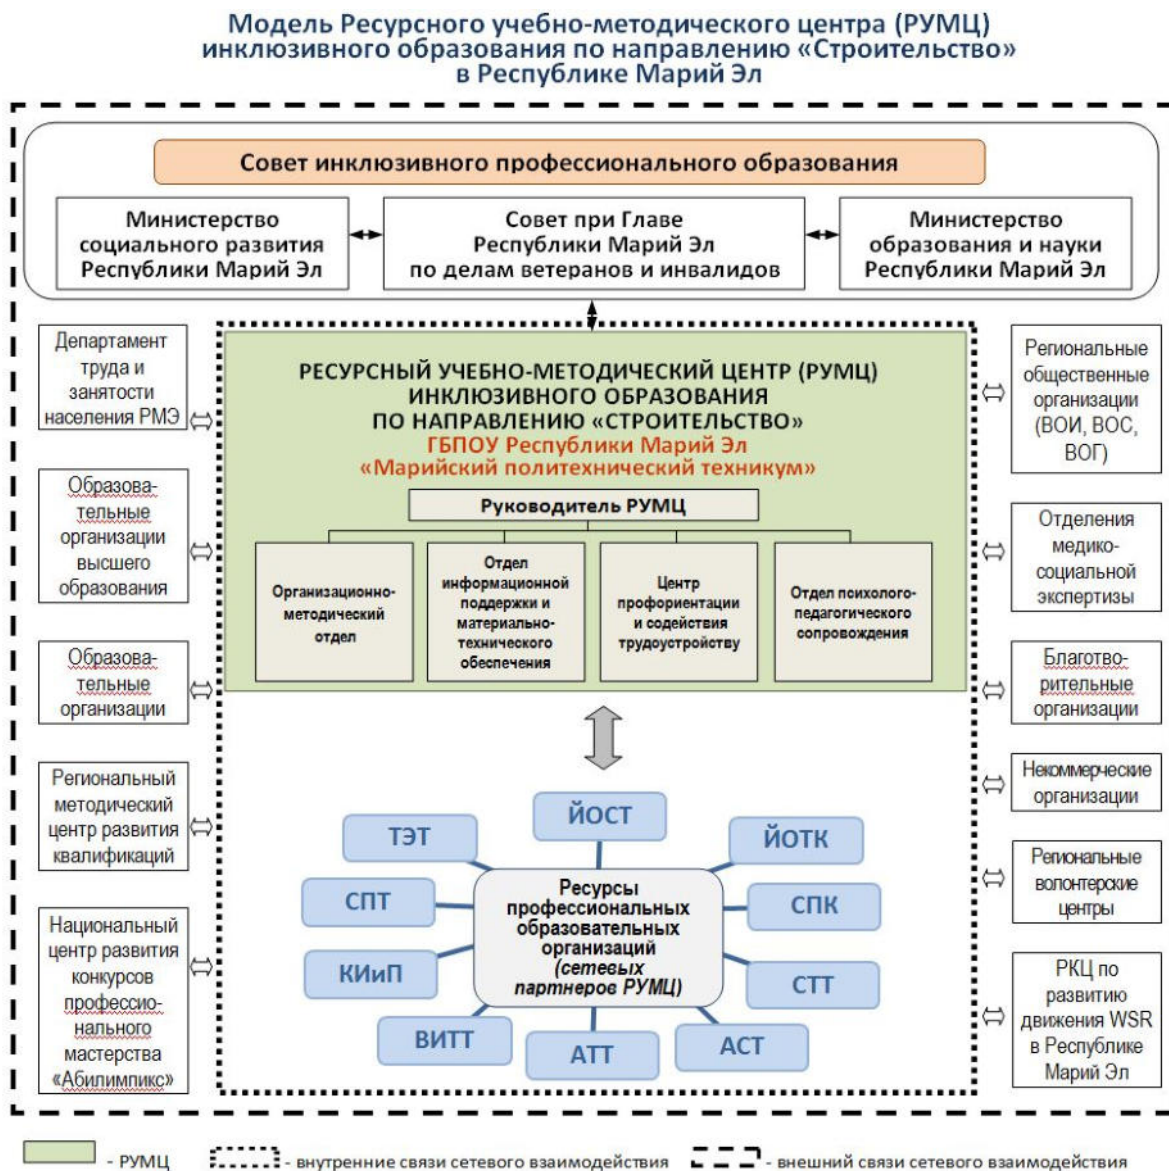 Модель Ресурсного учебно-методического центра (РУМЦ)
инклюзивного образования по направлению «Строительство»
в Республике Марий Эл
Совет инклюзивного профессионального образования
Министерство
социального развития
Республики Марий Эл
Совет при Главе
Республики Марий Эл
по делам ветеранов и инвалидов
Министерство
образования и науки
Республики Марий Эл
Департамент
труда и
занятости
населения РМЭ
Образова-
тельные
организации
высшего
образования
Образова-
тельные
организации
Региональный
методический
центр развития
квалификаций
Национальный
центр развития
конкурсов
профессио-
нального
мастерства
«Абилимпикс»
РЕСУРСНЫЙ УЧЕБНО-МЕТОДИЧЕСКИЙ ЦЕНТР (РУМЦ)
ИНКЛЮЗИВНОГО ОБРАЗОВАНИЯ
ПО НАПРАВЛЕНИЮ «СТРОИТЕЛЬСТВО»
ГБПОУ Республики Марий Эл
«Марийский политехнический техникум»
Руководитель РУМЦ
Организационно-
методический
отдел
Отдел
информационной
поддержки и
материально-
технического
обеспечения
Центр
профориентации
и содействия
трудоустройству
Отдел психолого-
педагогического
сопровождения
ЙОСТ
ТЭТ
ЙОТК
СПТ
СПК
КИиП
СТТ
ВИТТ
АТТ
АСТ
Ресурсы
профессиональных
образовательных
организаций
(сетевых
партнеров РУМЦ)
Региональные
общественные
организации
(ВОИ, ВОС,
ВОГ)
Отделения
медико-
социальной
экспертизы
Благотво-
рительные
организации
Некоммерческие
организации
Региональные
волонтерские
центры
РКЦ по
развитию
движения WSR
в Республике
Марий Эл
- РУМЦ
- внутренние связи сетевого взаимодействия
- внешний связи сетевого взаимодействия